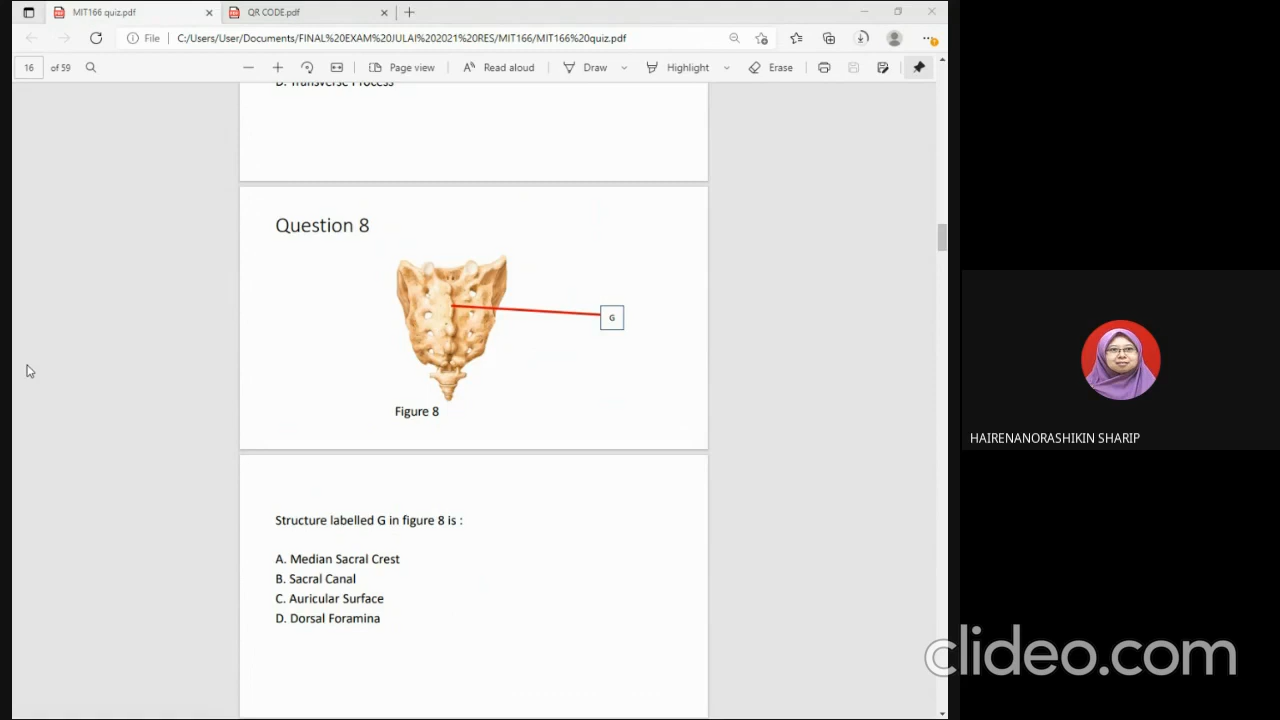 MIT166 quiz.pdf
QR CODE.pdf
File
C:/Users/User/Documents/FINAL%20EXAM%20JULAI%202021%20RES/MIT166/MIT166%20quiz.pdf
16 of 59
Page view
Read aloud
Draw
Highlight
Erase
D. Transverse Process
Question 8
G
Figure 8
Structure labelled G in figure 8 is :
A. Median Sacral Crest
B. Sacral Canal
C. Auricular Surface
D. Dorsal Foramina
HAIRENANORASHIKIN SHARIP
clideo.com